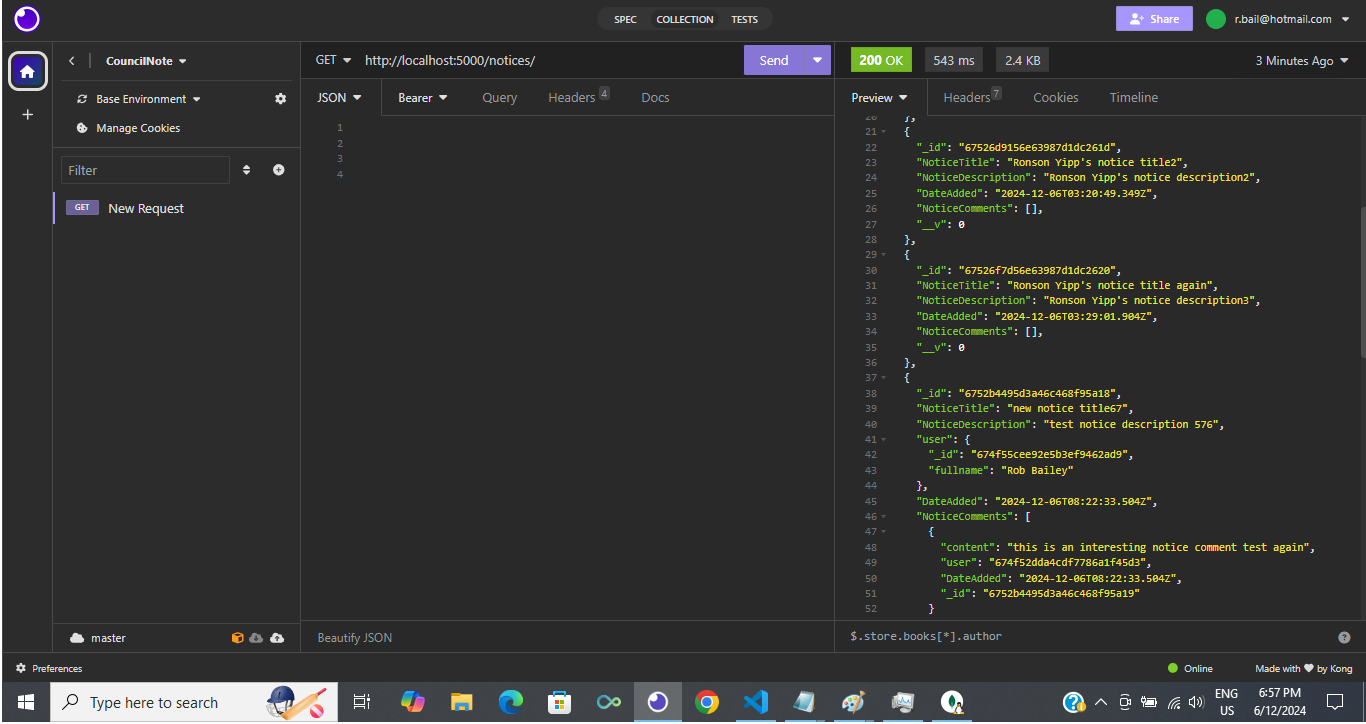 SPEC COLLECTION TESTS
Share
r.bail@hotmail.com
CouncilNote
Base Environment
Manage Cookies
Filter
GET New Request
master
Preferences
GET http://localhost:5000/notices/ Send
JSON Bearer Query Headers 4 Docs
1
2
3
4
Beautify JSON
200 OK 543 ms 2.4 KB 3 Minutes Ago
Preview Headers 7 Cookies Timeline
20 },
21 {
22 "_id": "67526d9156e63987d1dc261d",
23 "NoticeTitle": "Ronson Yipp's notice title2",
24 "NoticeDescription": "Ronson Yipp's notice description2",
25 "DateAdded": "2024-12-06T03:20:49.349Z",
26 "NoticeComments": [],
27 "__v": 0
28 },
29 {
30 "_id": "67526f7d56e63987d1dc2620",
31 "NoticeTitle": "Ronson Yipp's notice title again",
32 "NoticeDescription": "Ronson Yipp's notice description3",
33 "DateAdded": "2024-12-06T03:29:01.904Z",
34 "NoticeComments": [],
35 "__v": 0
36 },
37 {
38 "_id": "6752b4495d3a46c468f95a18",
39 "NoticeTitle": "new notice title67",
40 "NoticeDescription": "test notice description 576",
41 "user": {
42 "_id": "674f55cee92e5b3ef9462ad9",
43 "fullname": "Rob Bailey"
44 },
45 "DateAdded": "2024-12-06T08:22:33.504Z",
46 "NoticeComments": [
47 {
48 "content": "this is an interesting notice comment test again",
49 "user": "674f52dda4cdf7786a1f45d3",
50 "DateAdded": "2024-12-06T08:22:33.504Z",
51 "_id": "6752b4495d3a46c468f95a19"
52 }
$.store.books[*].author
Online Made with by Kong
Type here to search
ENG
US
6:57 PM
6/12/2024